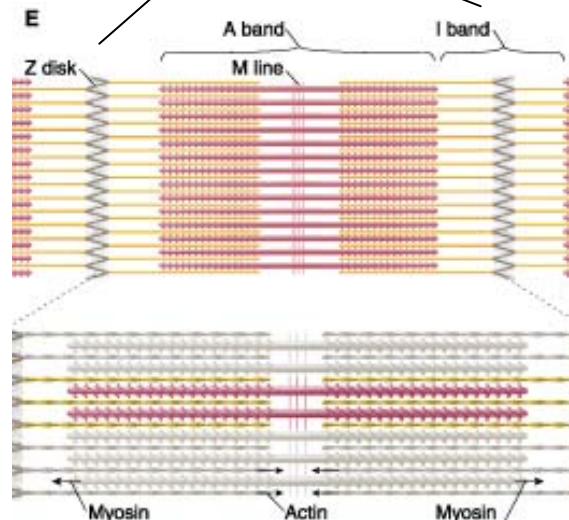 E
A band
I band
Z disk
M line
Myosin
Actin
Myosin